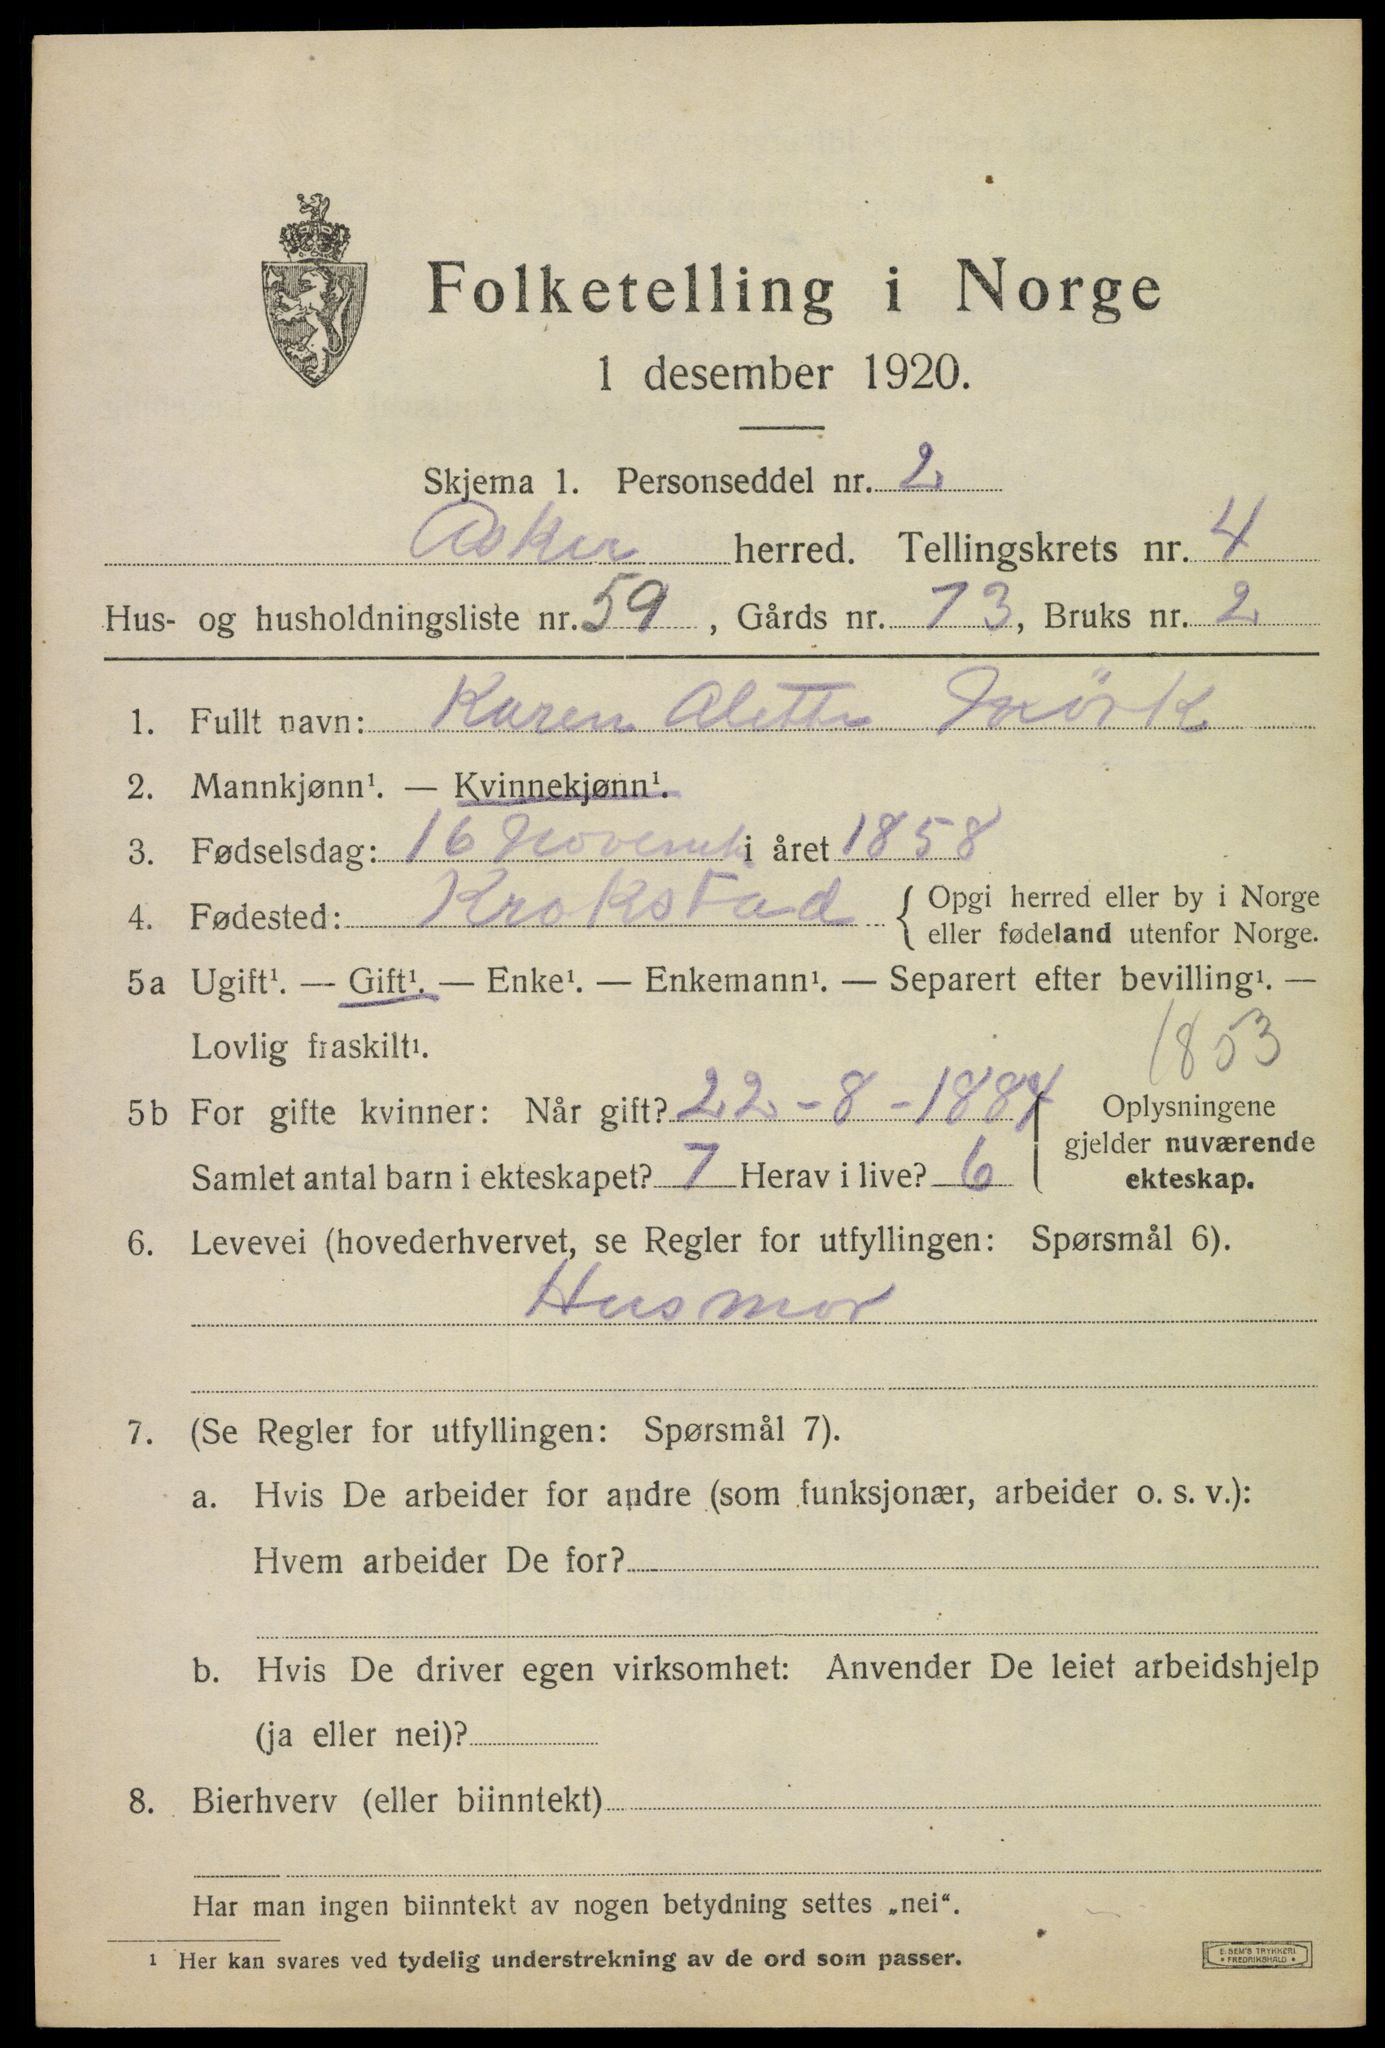 Folketelling i Norge
1 desember 1920.
Skjema 1. Personseddel nr. 2
Asker herred. Tellingskrets nr. 4
Hus- og husholdningsliste nr. 59, Gårds nr. 73, Bruks nr. 2
1. Fullt navn: Karen Alette Mörk
2. Mannkjønn¹. — Kvinnekjønn¹.
3. Fødselsdag: 16 Novemb i året 1858
4. Fødested: Krokstad { Opgi herred eller by i Norge
eller fødeland utenfor Norge.
5a Ugift¹. — Gift¹. — Enke¹. — Enkemann¹. — Separert efter bevilling¹. —
Lovlig fraskilt¹.
1853
5b For gifte kvinner: Når gift? 22-8-1884 Oplysningene
gjelder nuværende
Samlet antal barn i ekteskapet? 7 Herav i live? 6 ekteskap.
6. Levevei (hovederhvervet, se Regler for utfyllingen: Spørsmål 6).
Husmor
7. (Se Regler for utfyllingen: Spørsmål 7).
a. Hvis De arbeider for andre (som funksjonær, arbeider o. s. v.):
Hvem arbeider De for?
b. Hvis De driver egen virksomhet: Anvender De leiet arbeidshjelp
(ja eller nei)?
8. Bierhverv (eller biinntekt)
Har man ingen biinntekt av nogen betydning settes „nei“.
¹ Her kan svares ved tydelig understrekning av de ord som passer.
E. SEM'S TRYKKERI
• FREDRIKSHALD •